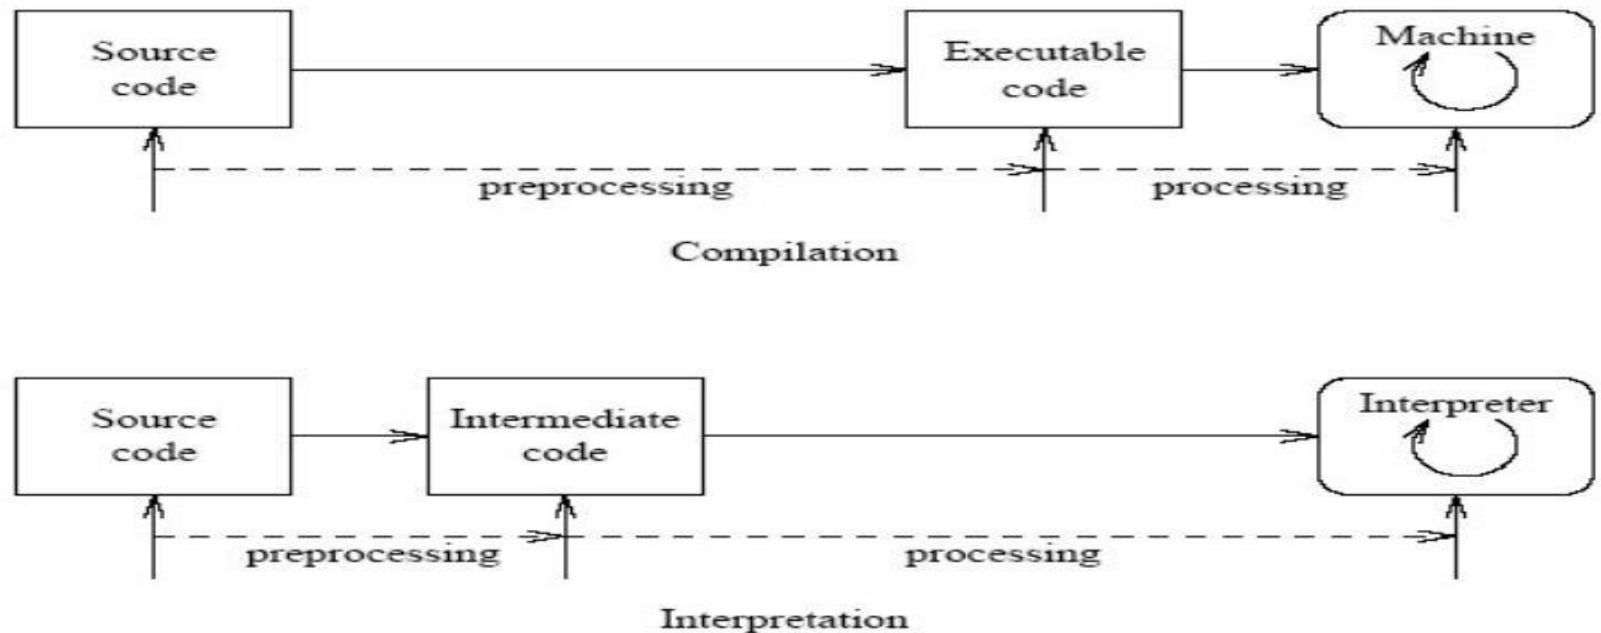 Source
code
Executable
code
Machine
preprocessing
processing
Compilation
Source
code
Intermediate
code
Interpreter
preprocessing
processing
Interpretation